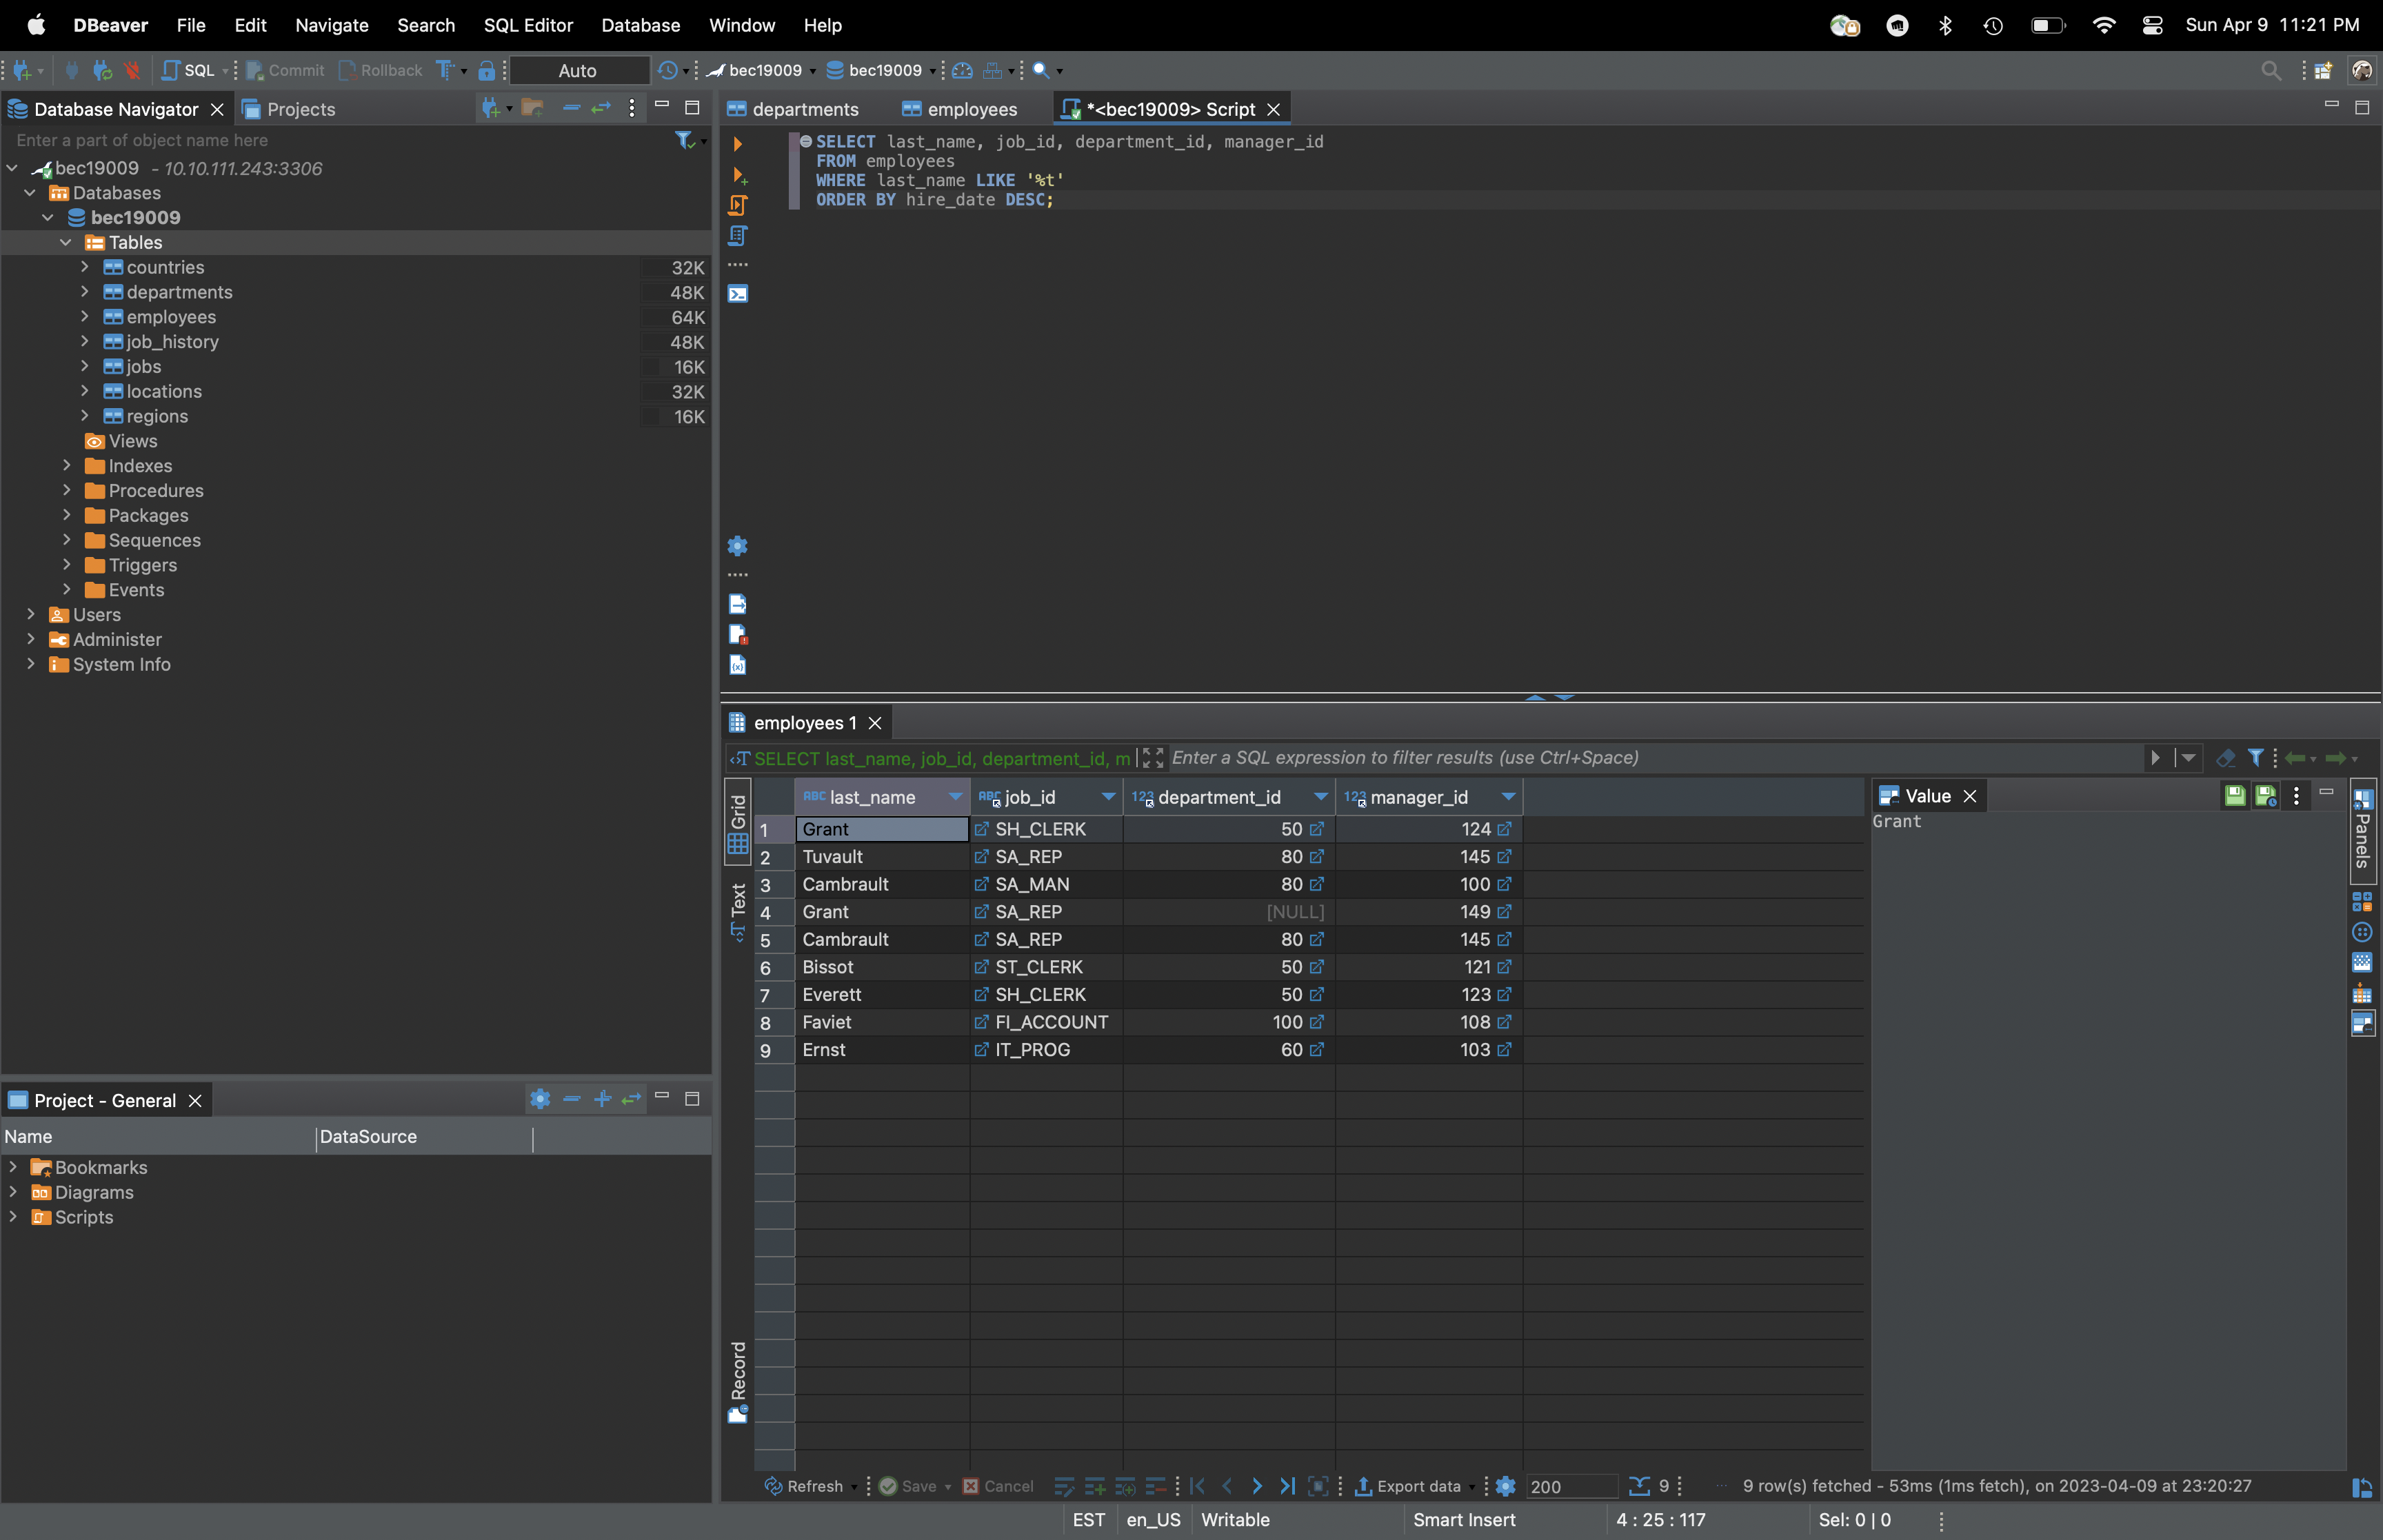 DBeaver File Edit Navigate Search SQL Editor Database Window Help Sun Apr 9 11:21 PM
SQL Commit Rollback Auto bec19009 bec19009
Database Navigator Projects
departments employees *<bec19009> Script
Enter a part of object name here
bec19009 - 10.10.111.243:3306
Databases
bec19009
Tables
countries 32K
departments 48K
employees 64K
job_history 48K
jobs 16K
locations 32K
regions 16K
Views
Indexes
Procedures
Packages
Sequences
Triggers
Events
Users
Administer
System Info
SELECT last_name, job_id, department_id, manager_id
FROM employees
WHERE last_name LIKE '%t'
ORDER BY hire_date DESC;
Project - General
Name DataSource
Bookmarks
Diagrams
Scripts
employees 1
SELECT last_name, job_id, department_id, m Enter a SQL expression to filter results (use Ctrl+Space)
Grid
Text
Record
ABC last_name ABC job_id 123 department_id 123 manager_id
1 Grant SH_CLERK 50 124
2 Tuvault SA_REP 80 145
3 Cambrault SA_MAN 80 100
4 Grant SA_REP [NULL] 149
5 Cambrault SA_REP 80 145
6 Bissot ST_CLERK 50 121
7 Everett SH_CLERK 50 123
8 Faviet FI_ACCOUNT 100 108
9 Ernst IT_PROG 60 103
Value
Grant
Panels
Refresh Save Cancel Export data 200 9 9 row(s) fetched - 53ms (1ms fetch), on 2023-04-09 at 23:20:27
EST en_US Writable Smart Insert 4 : 25 : 117 Sel: 0 | 0